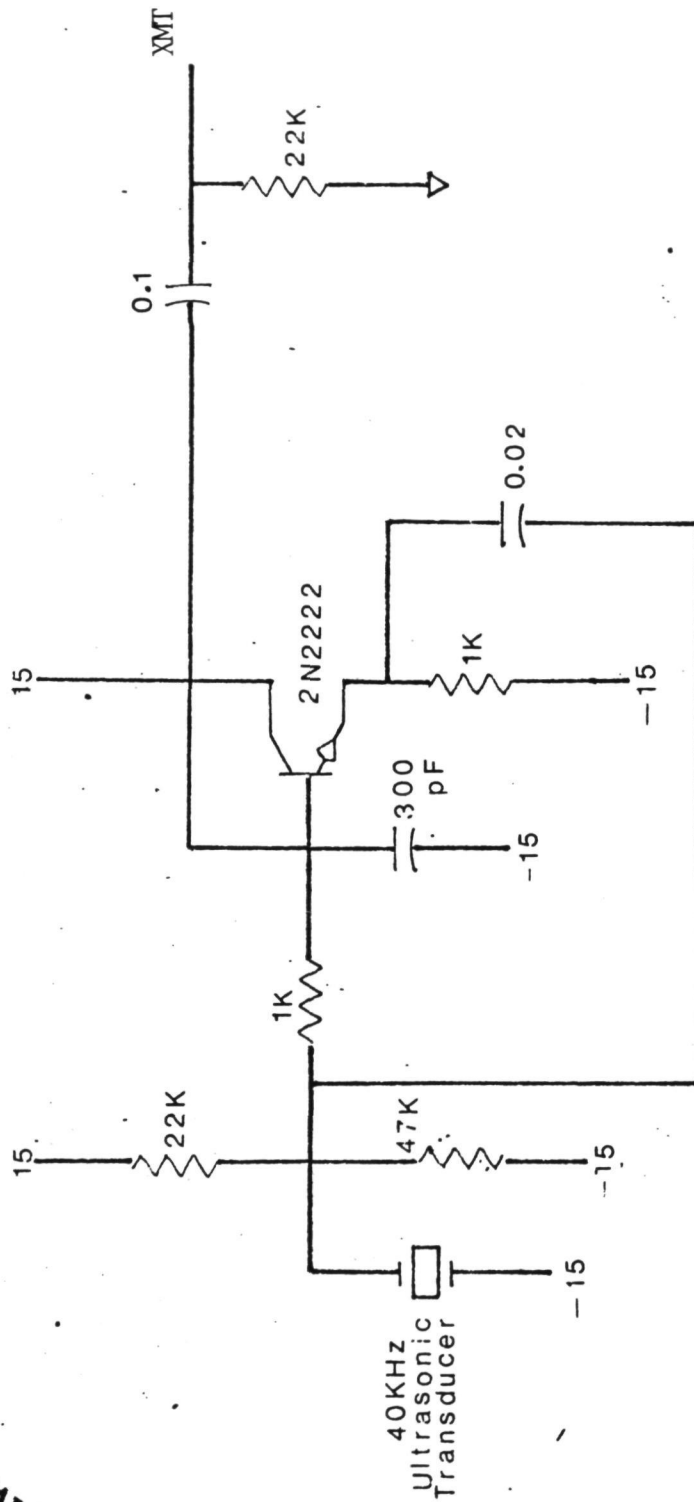 XMT
0.1
22K
15
2N2222
0.02
1K
-15
300
pF
-15
1K
15
22K
47K
-15
40KHz
Ultrasonic
Transducer
-15